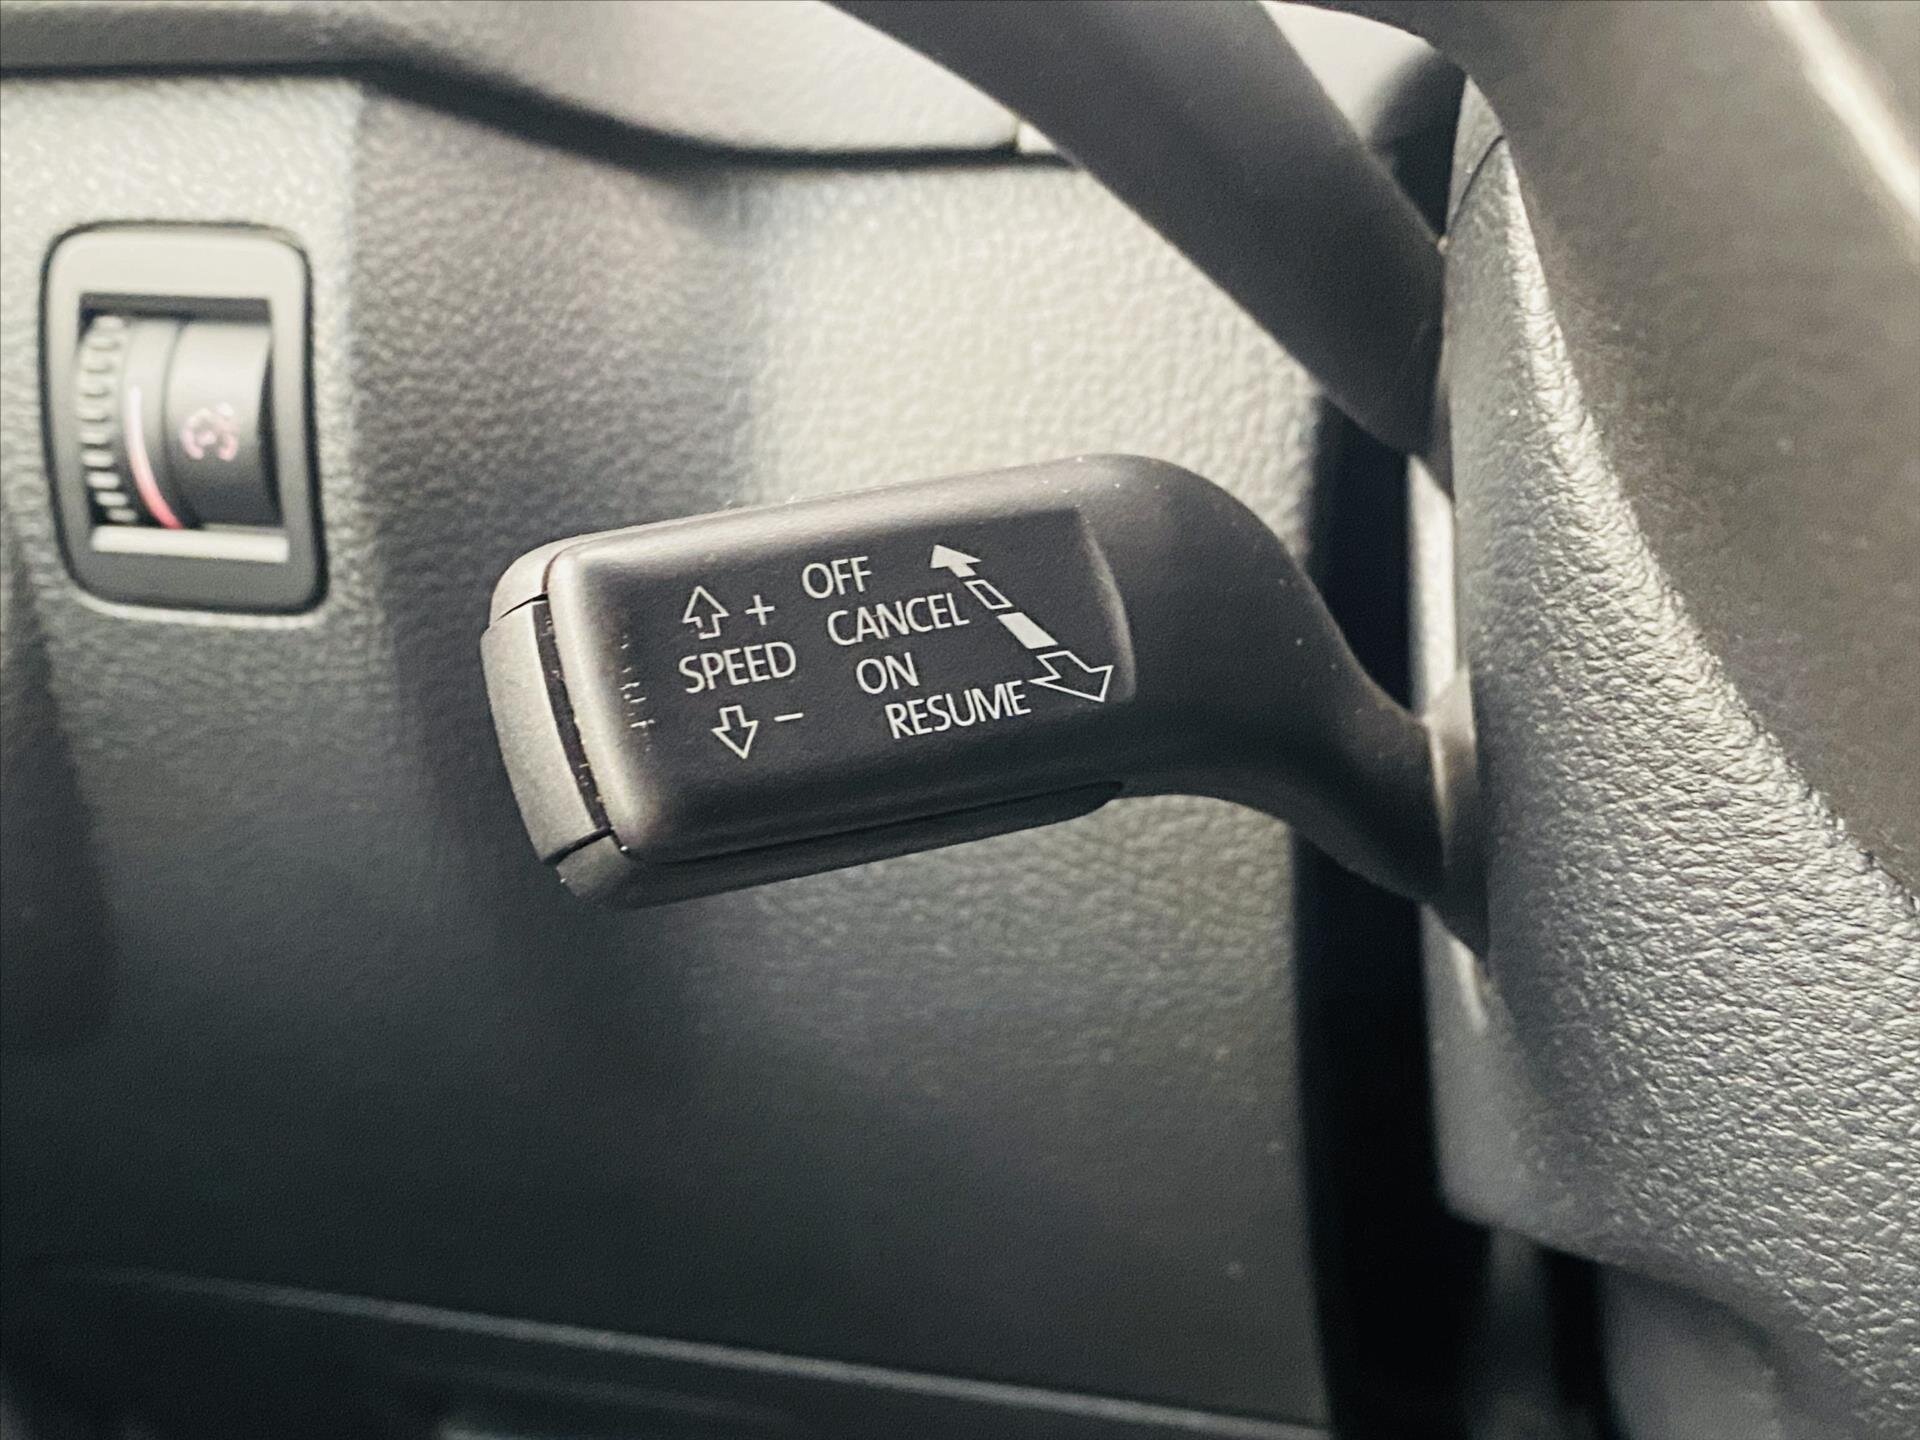 + OFF
CANCEL
SPEED ON
- RESUME